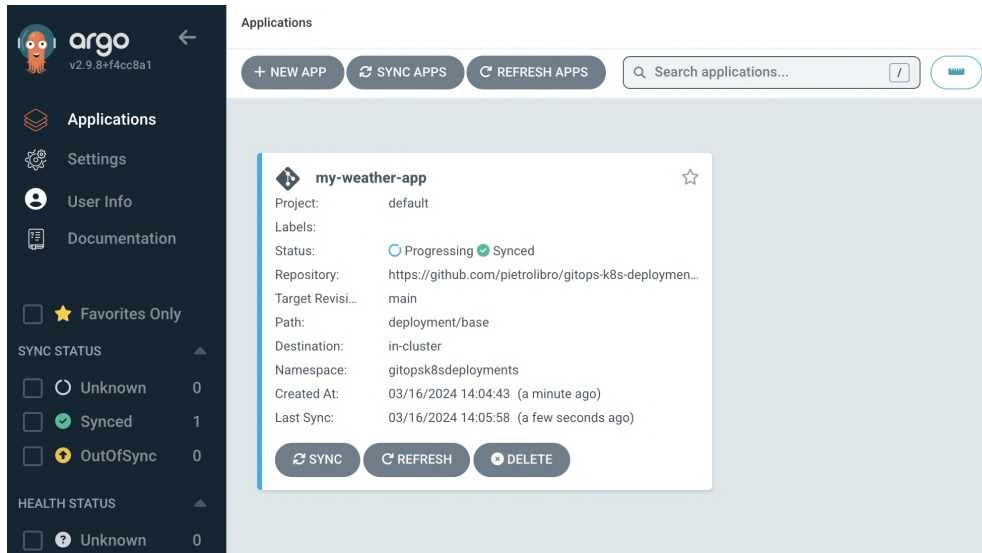 argo
v2.9.8+f4cc8a1
Applications
Settings
User Info
Documentation
Favorites Only
SYNC STATUS
Unknown 0
Synced 1
OutOfSync 0
HEALTH STATUS
Unknown 0
Applications
+ NEW APP SYNC APPS REFRESH APPS Search applications... /
my-weather-app
Project: default
Labels:
Status: Progressing Synced
Repository: https://github.com/pietrolibro/gitops-k8s-deploymen...
Target Revisi... main
Path: deployment/base
Destination: in-cluster
Namespace: gitopsk8sdeployments
Created At: 03/16/2024 14:04:43 (a minute ago)
Last Sync: 03/16/2024 14:05:58 (a few seconds ago)
SYNC REFRESH DELETE